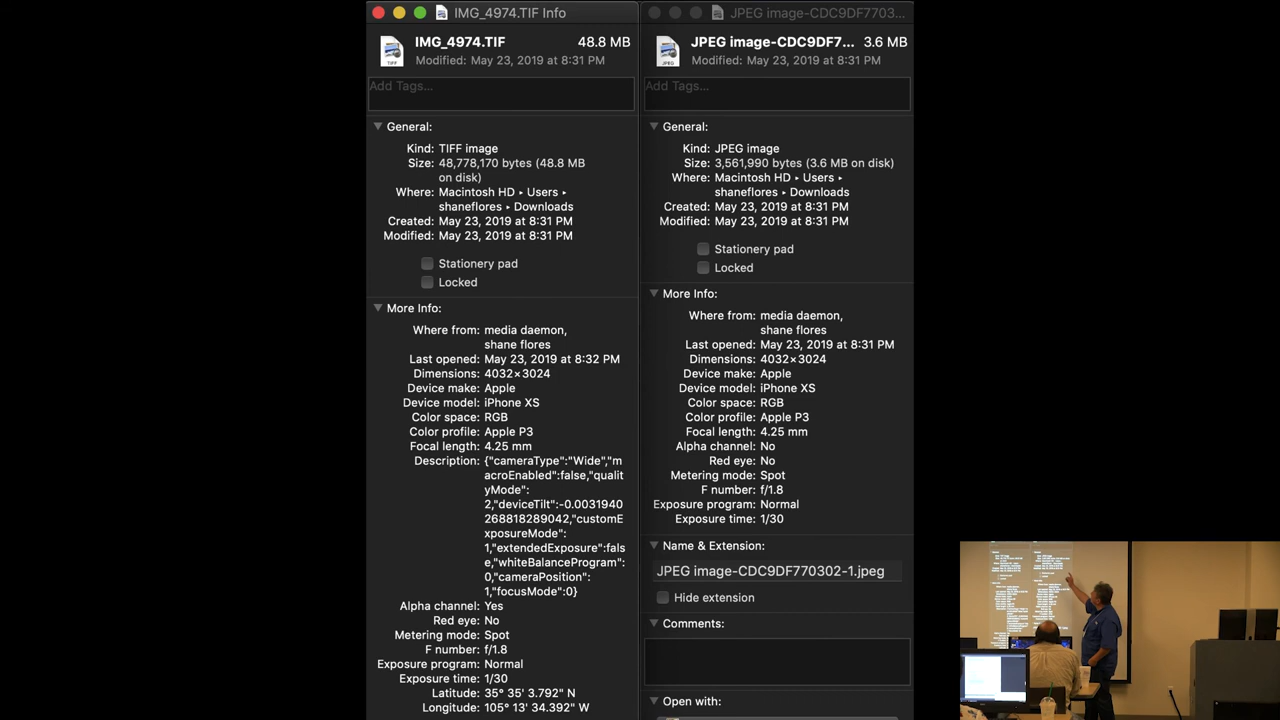 IMG_4974.TIF Info
IMG_4974.TIF 48.8 MB
Modified: May 23, 2019 at 8:31 PM
Add Tags...
General:
Kind: TIFF image
Size: 48,778,170 bytes (48.8 MB
on disk)
Where: Macintosh HD ▸ Users ▸
shaneflores ▸ Downloads
Created: May 23, 2019 at 8:31 PM
Modified: May 23, 2019 at 8:31 PM
Stationery pad
Locked
More Info:
Where from: media daemon,
shane flores
Last opened: May 23, 2019 at 8:32 PM
Dimensions: 4032×3024
Device make: Apple
Device model: iPhone XS
Color space: RGB
Color profile: Apple P3
Focal length: 4.25 mm
Description: {"cameraType":"Wide","m
acroEnabled":false,"qualit
yMode":
2,"deviceTilt":-0.0031940
268818289042,"customE
xposureMode":
1,"extendedExposure":fals
e,"whiteBalanceProgram":
0,"cameraPosition":
1,"focusMode":0}
Alpha channel: Yes
Red eye: No
Metering mode: Spot
F number: f/1.8
Exposure program: Normal
Exposure time: 1/30
Latitude: 35° 35' 3.792" N
Longitude: 105° 13' 34.392" W
JPEG image-CDC9DF7703...
JPEG image-CDC9DF7... 3.6 MB
Modified: May 23, 2019 at 8:31 PM
Add Tags...
General:
Kind: JPEG image
Size: 3,561,990 bytes (3.6 MB on disk)
Where: Macintosh HD ▸ Users ▸
shaneflores ▸ Downloads
Created: May 23, 2019 at 8:31 PM
Modified: May 23, 2019 at 8:31 PM
Stationery pad
Locked
More Info:
Where from: media daemon,
shane flores
Last opened: May 23, 2019 at 8:31 PM
Dimensions: 4032×3024
Device make: Apple
Device model: iPhone XS
Color space: RGB
Color profile: Apple P3
Focal length: 4.25 mm
Alpha channel: No
Red eye: No
Metering mode: Spot
F number: f/1.8
Exposure program: Normal
Exposure time: 1/30
Name & Extension:
JPEG image-CDC9DF770302-1.jpeg
Hide extension
Comments:
Open with: